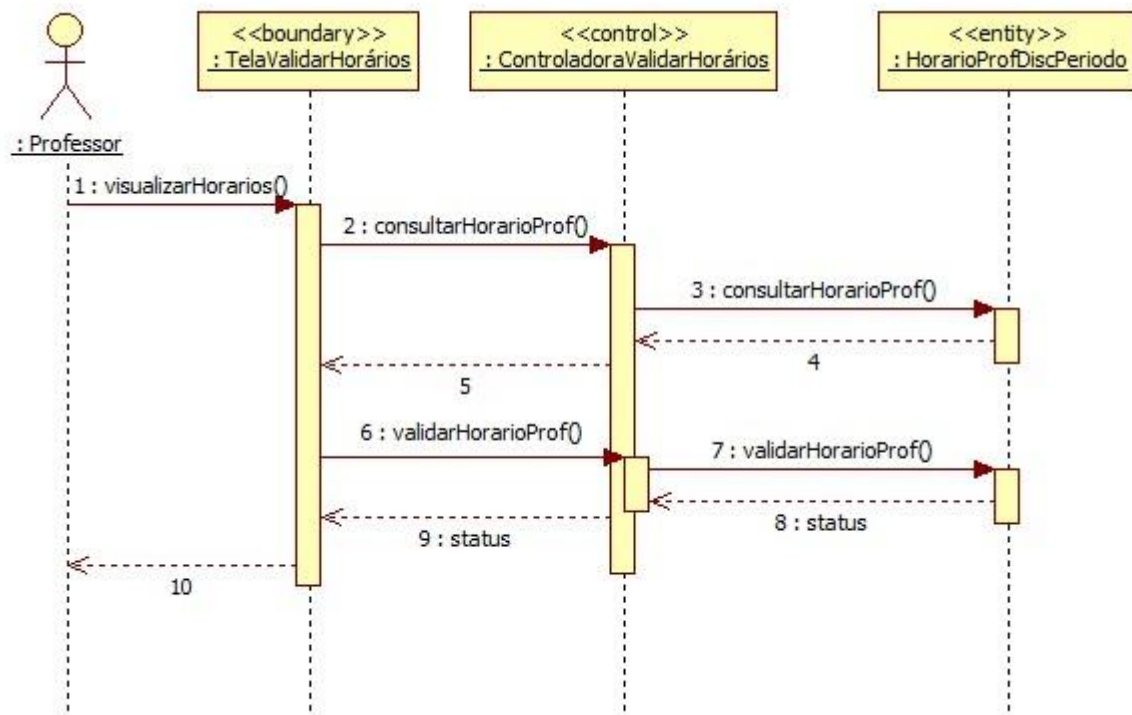 <<boundary>>
: TelaValidarHorários
<<control>>
: ControladoraValidarHorários
<<entity>>
: HorarioProfDiscPeriodo
: Professor
1 : visualizarHorarios()
2 : consultarHorarioProf()
3 : consultarHorarioProf()
4
5
6 : validarHorarioProf()
7 : validarHorarioProf()
8 : status
9 : status
10